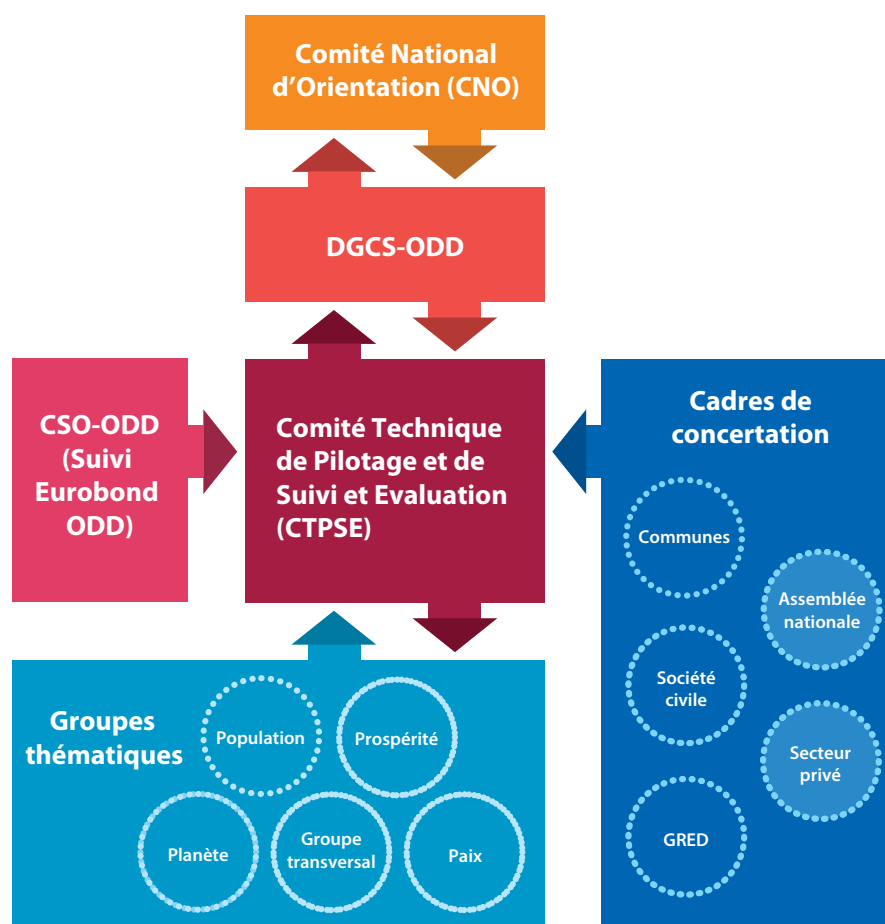 Comité National
d'Orientation (CNO)
DGCS-ODD
CSO-ODD
(Suivi
Eurobond
ODD)
Comité Technique
de Pilotage et de
Suivi et Evaluation
(CTPSE)
Cadres de
concertation
Communes
Assemblée
nationale
Société
civile
Secteur
privé
GRED
Groupes
thématiques
Population
Prospérité
Planète
Groupe
transversal
Paix